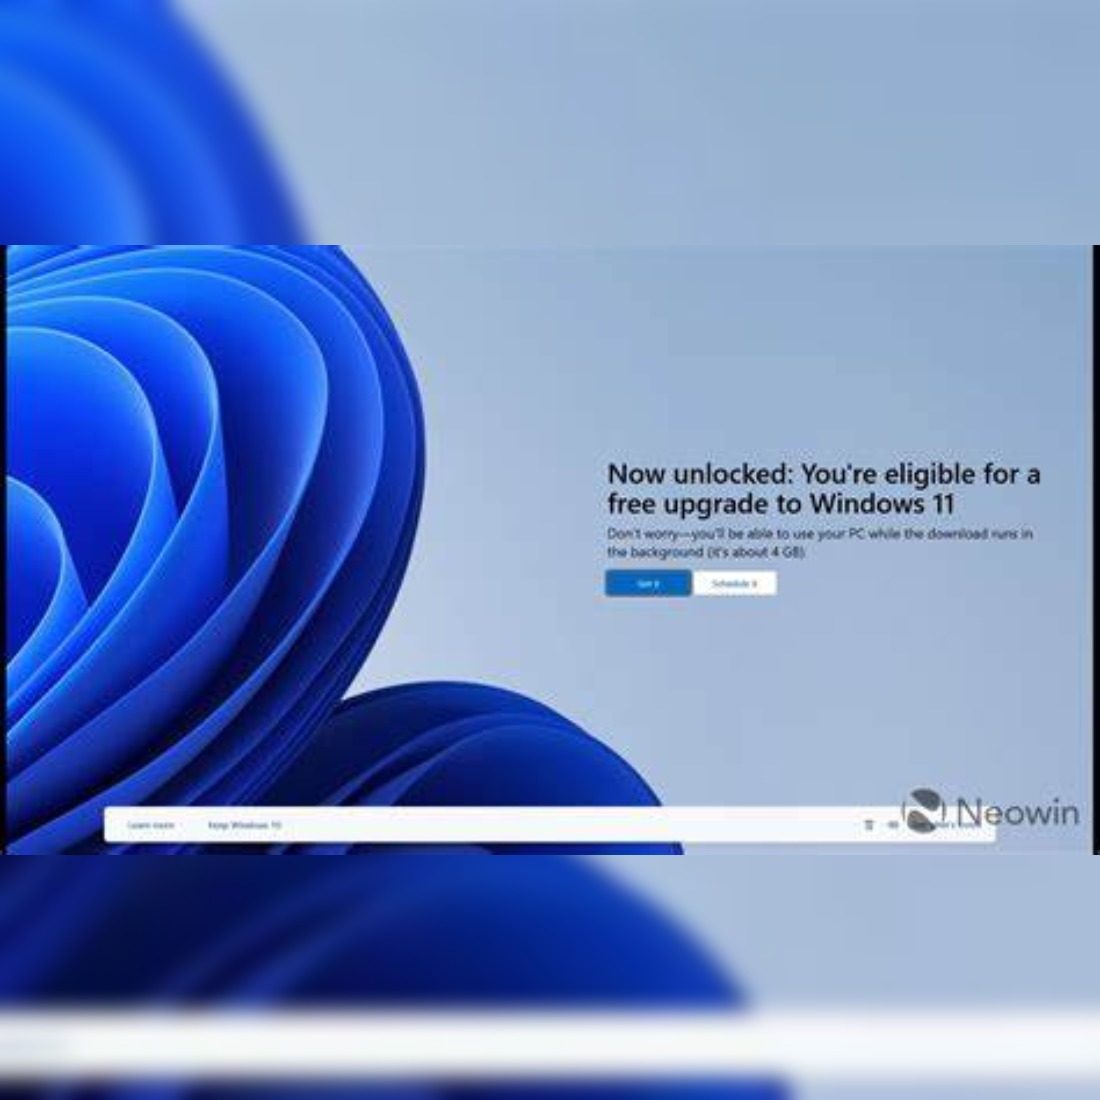 Now unlocked: You're eligible for a
free upgrade to Windows 11
Don't worry—you'll be able to use your PC while the download runs in
the background (it's about 4 GB)
Get it
Schedule it
Learn more
Keep Windows 10
Neowin